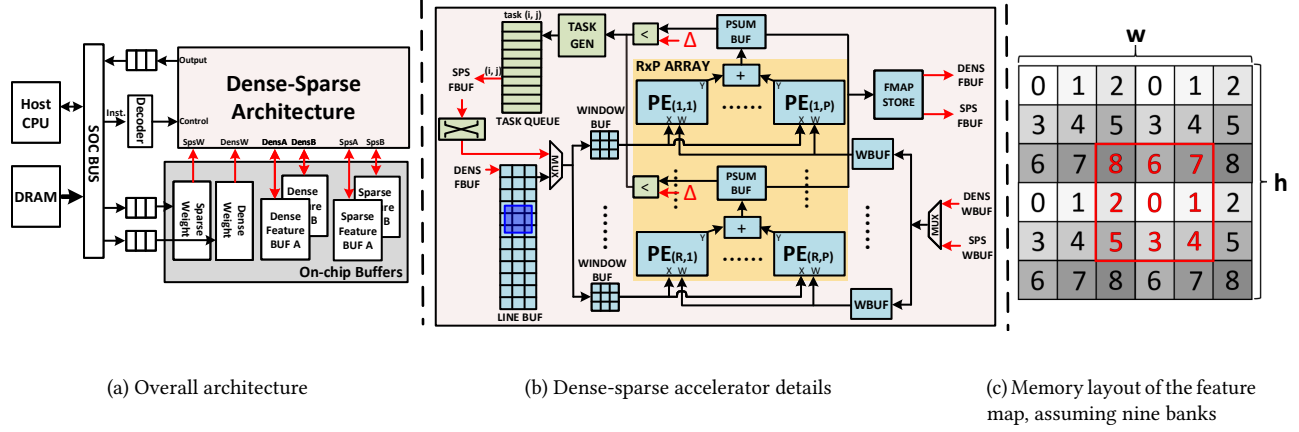 Host
CPU
DRAM
SOC BUS
Inst.
Decoder
Output
Dense-Sparse
Architecture
Control
SpsW
DensW
DensA
DensB
SpsA
SpsB
Sparse
Weight
Dense
Weight
Dense
Feature
BUF A
Dense
B
Sparse
Feature
BUF A
Sparse
B
On-chip Buffers
(a) Overall architecture
task (i, j)
TASK
GEN
<
Δ
PSUM
BUF
(i, j)
SPS
FBUF
TASK QUEUE
RxP ARRAY
+
PE(1,1)
Y
X
W
......
PE(1,P)
Y
X
W
FMAP
STORE
DENS
FBUF
SPS
FBUF
WINDOW
BUF
MUX
DENS
FBUF
WBUF
<
Δ
PSUM
BUF
+
PE(R,1)
Y
X
W
......
PE(R,P)
Y
X
W
DENS
WBUF
MUX
SPS
WBUF
WINDOW
BUF
WBUF
LINE BUF
(b) Dense-sparse accelerator details
w
h
0 1 2 0 1 2
3 4 5 3 4 5
6 7 8 6 7 8
0 1 2 0 1 2
3 4 5 3 4 5
6 7 8 6 7 8
(c) Memory layout of the feature
map, assuming nine banks